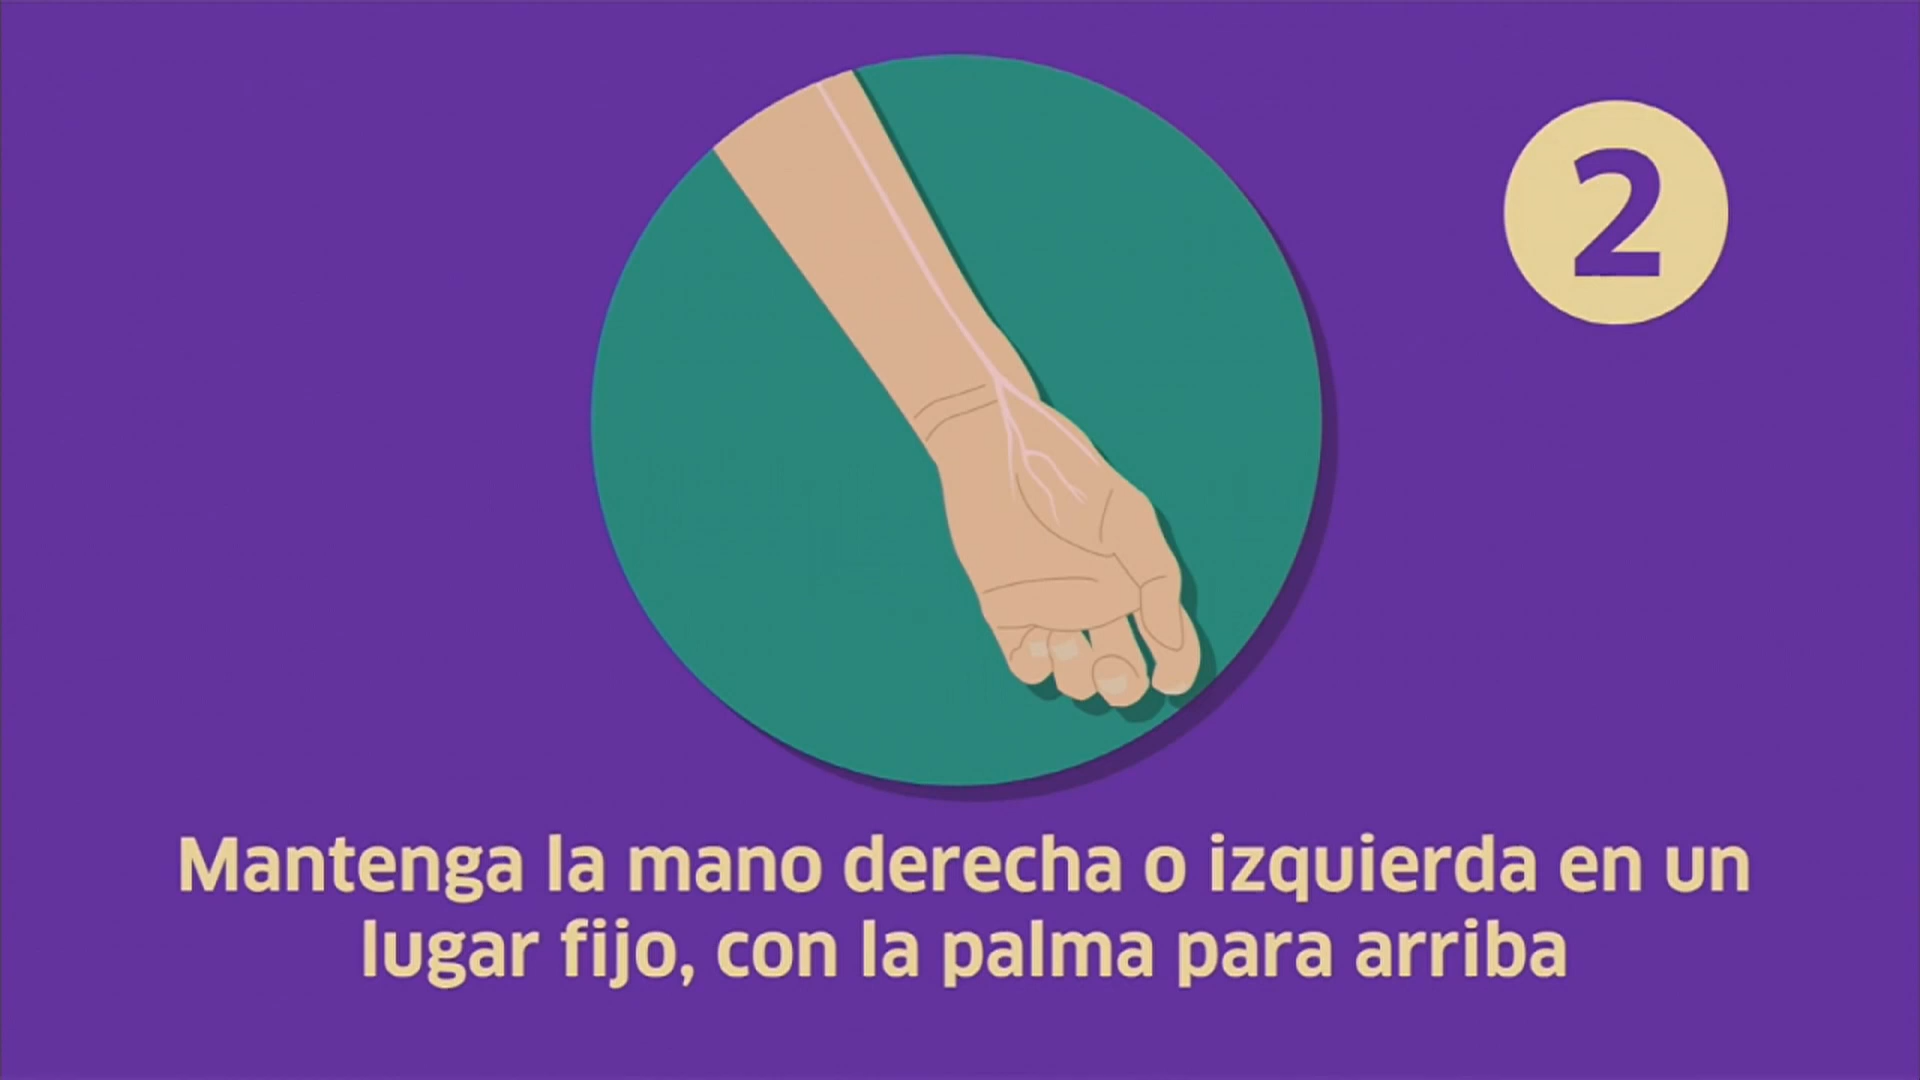 2
Mantenga la mano derecha o izquierda en un
lugar fijo, con la palma para arriba